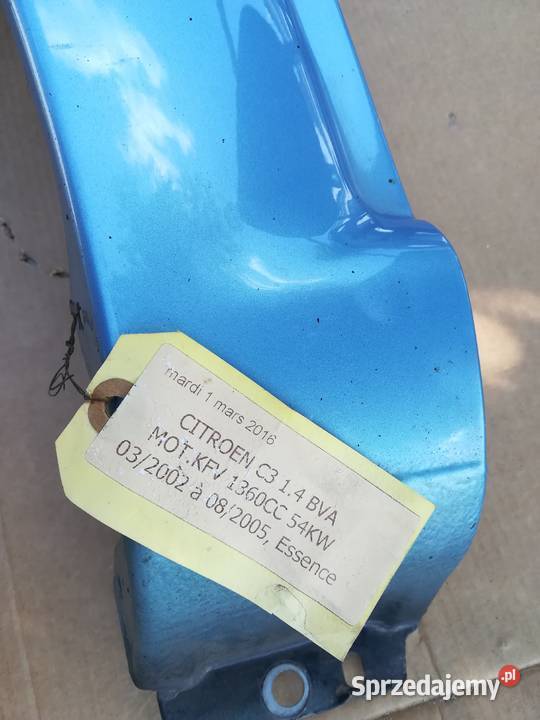 mardi 1 mars 2016
CITROEN C3 1.4 BVA
MOT.KFV 1360CC 54KW
03/2002 à 08/2005, Essence
Sprzedajemy.pl